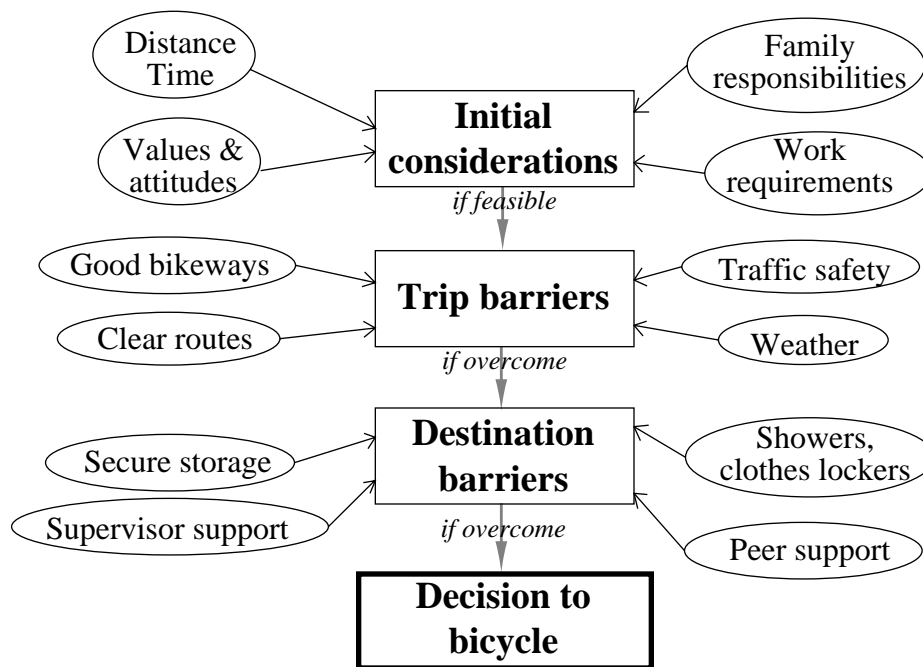 Distance
Time
Family
responsibilities
Initial
considerations
Values &
attitudes
Work
requirements
if feasible
Good bikeways
Traffic safety
Trip barriers
Clear routes
Weather
if overcome
Destination
barriers
Showers,
clothes lockers
Secure storage
Supervisor support
if overcome
Peer support
Decision to
bicycle